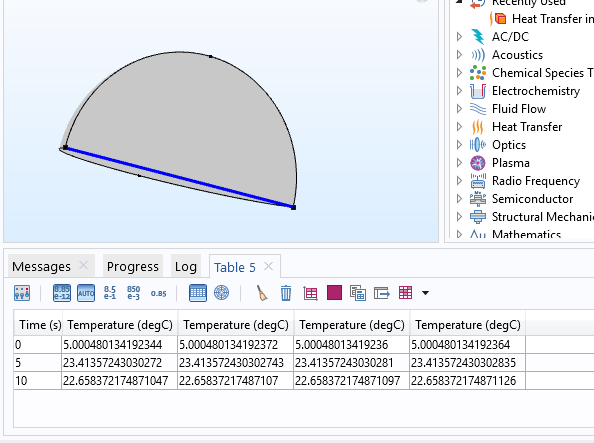 Recently Used
Heat Transfer in
AC/DC
Acoustics
Chemical Species T
Electrochemistry
Fluid Flow
Heat Transfer
Optics
Plasma
Radio Frequency
Semiconductor
Structural Mechani
Mathematics
Messages Progress Log Table 5
8.85 e-12 AUTO 8.5 e-1 850 e-3 0.85
Time (s) Temperature (degC) Temperature (degC) Temperature (degC) Temperature (degC)
0 5.000480134192344 5.000480134192372 5.00048013419236 5.000480134192364
5 23.41357243030272 23.413572430302743 23.41357243030281 23.413572430302835
10 22.658372174871047 22.65837217487107 22.658372174871097 22.658372174871126